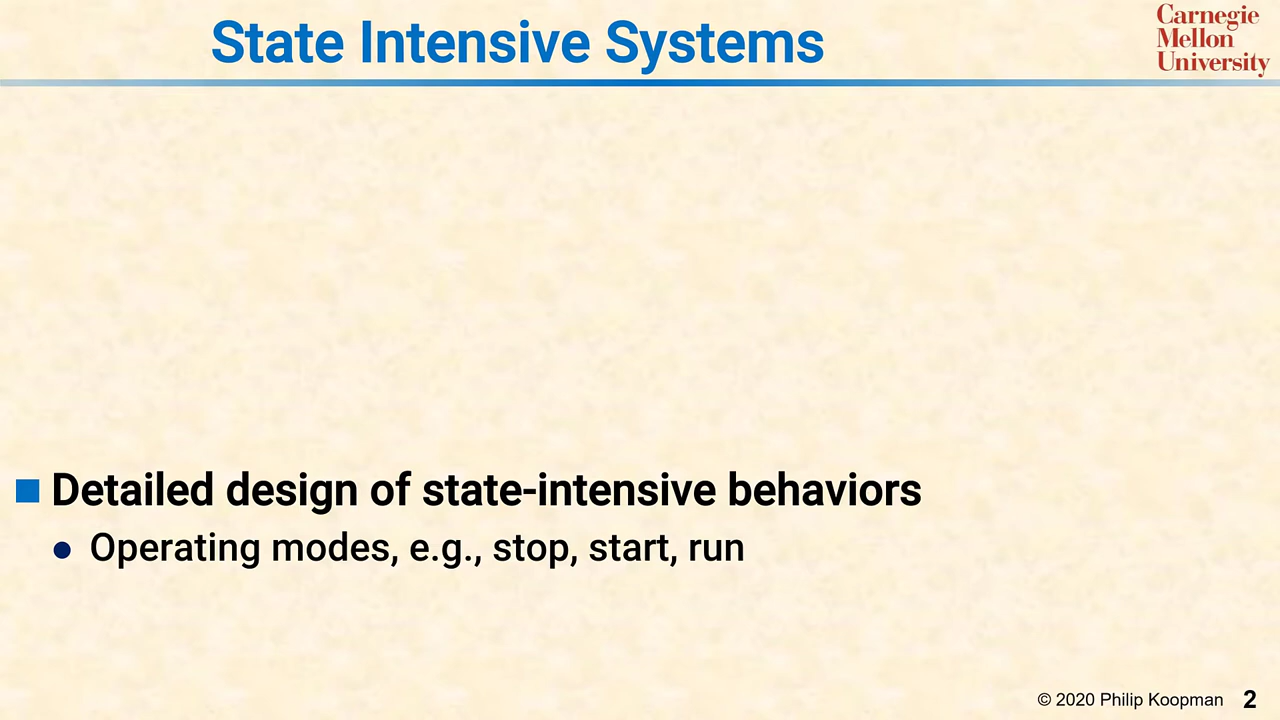 State Intensive Systems
Carnegie
Mellon
University
Detailed design of state-intensive behaviors
Operating modes, e.g., stop, start, run
© 2020 Philip Koopman 2